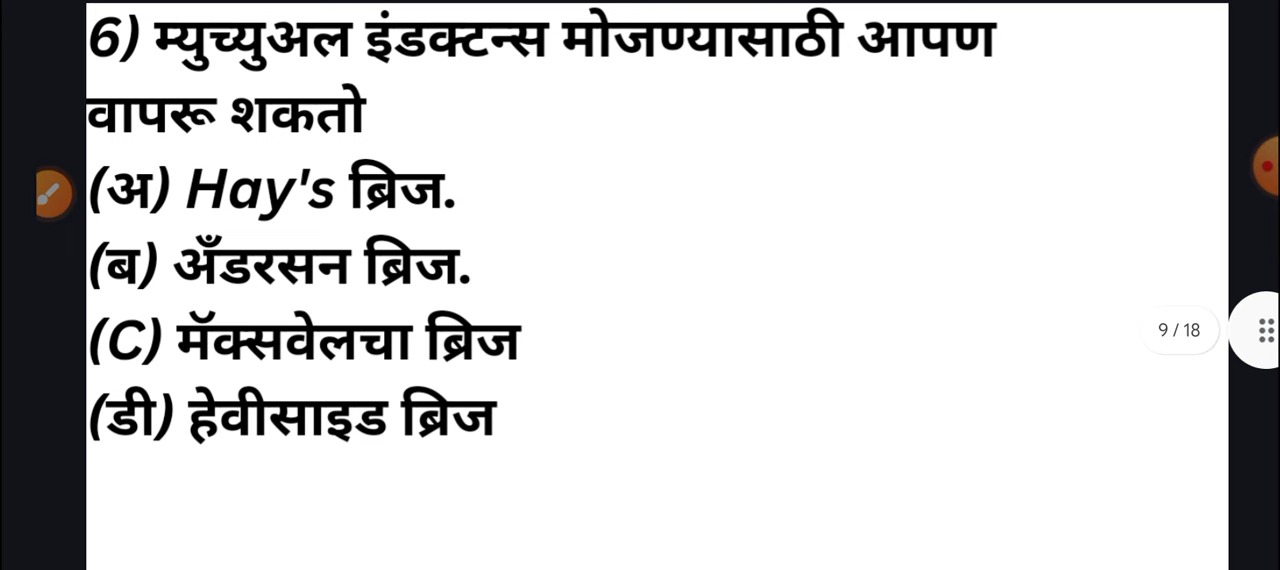 6) म्युच्युअल इंडक्टन्स मोजण्यासाठी आपण
वापरू शकतो
(अ) Hay's ब्रिज.
(ब) अँडरसन ब्रिज.
(C) मॅक्सवेलचा ब्रिज
(डी) हेवीसाइड ब्रिज
9 / 18